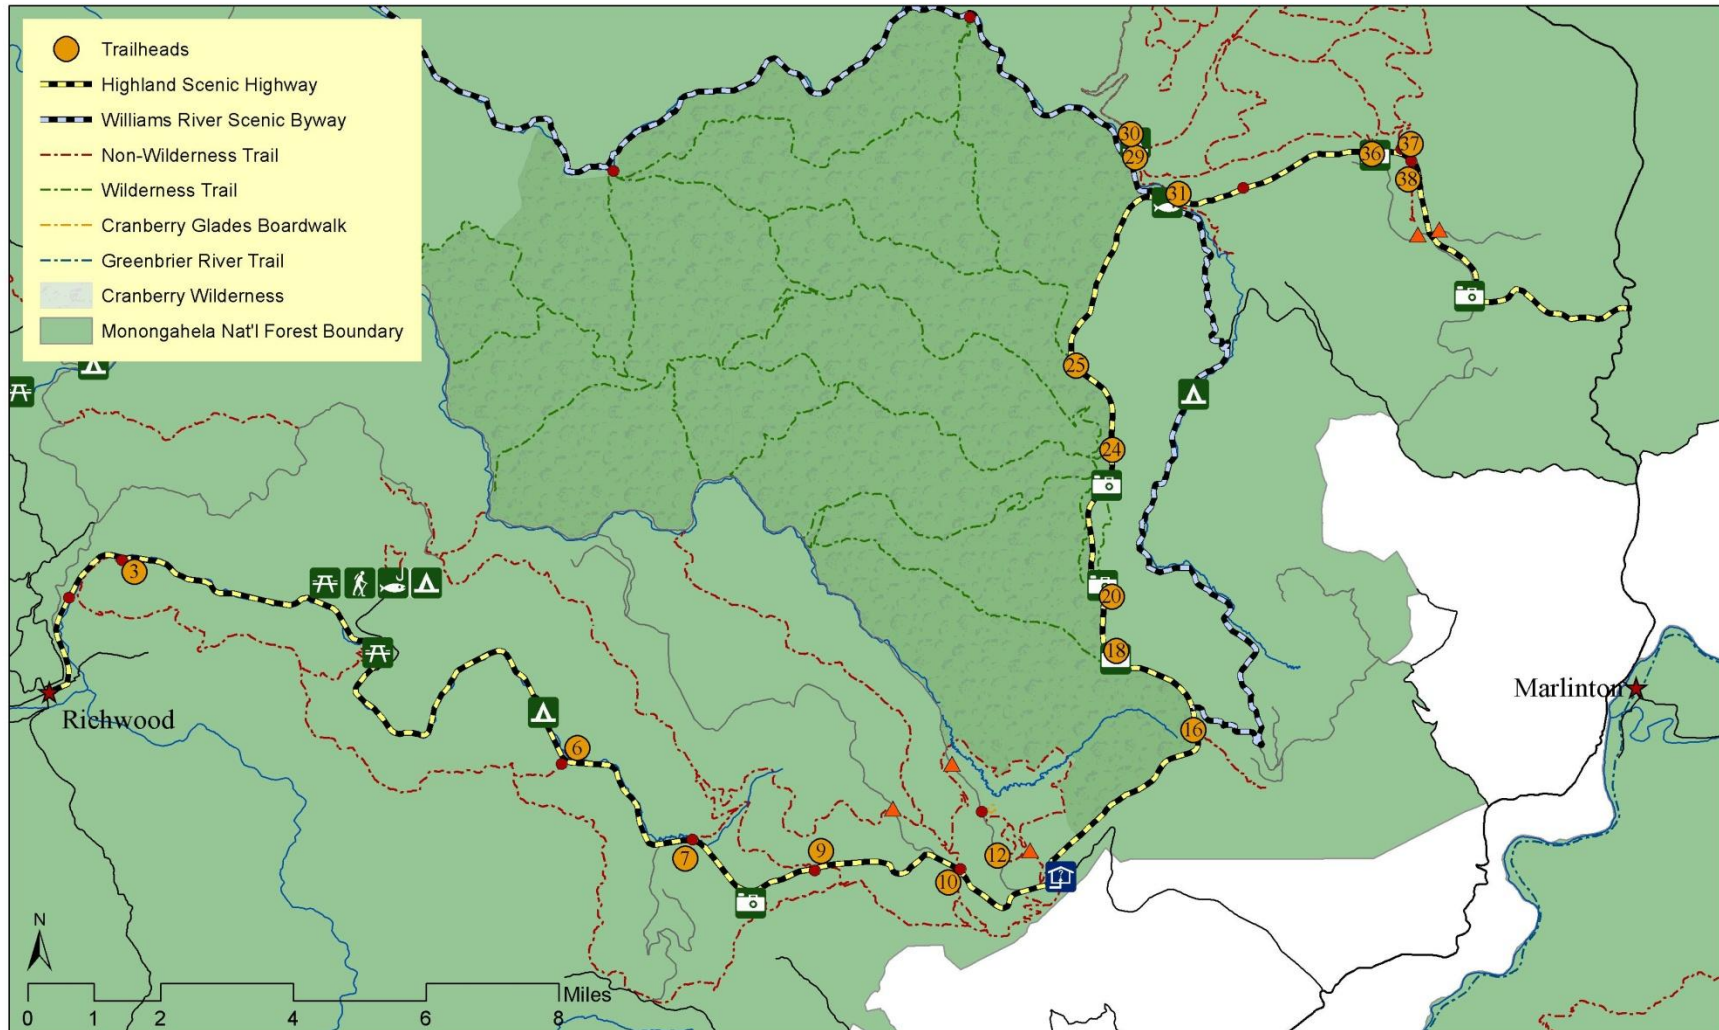 Trailheads
Highland Scenic Highway
Williams River Scenic Byway
Non-Wilderness Trail
Wilderness Trail
Cranberry Glades Boardwalk
Greenbrier River Trail
Cranberry Wilderness
Monongahela Nat'l Forest Boundary
30
29
31
36
37
38
25
24
20
18
16
3
6
7
9
10
12
?
Richwood
Marlinton
N
0 1 2 4 6 8 Miles